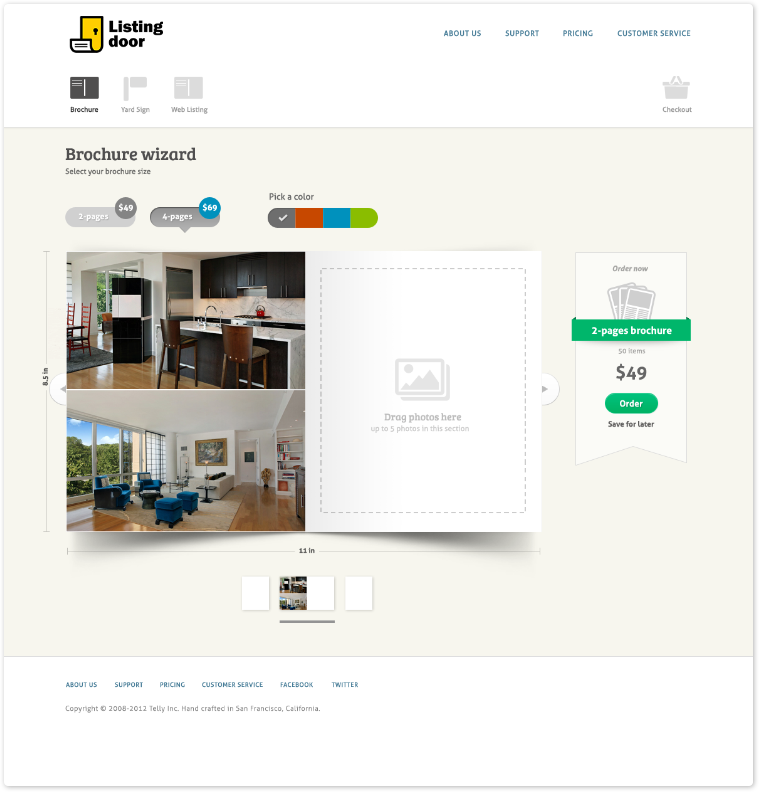 Listing
door
ABOUT US SUPPORT PRICING CUSTOMER SERVICE
Brochure Yard Sign Web Listing Checkout
Brochure wizard
Select your brochure size
2-pages $49 4-pages $69
Pick a color
8.5 in
Drag photos here
up to 5 photos in this section
11 in
Order now
2-pages brochure
50 items
$49
Order
Save for later
ABOUT US SUPPORT PRICING CUSTOMER SERVICE FACEBOOK TWITTER
Copyright © 2008-2012 Telly Inc. Hand crafted in San Francisco, California.